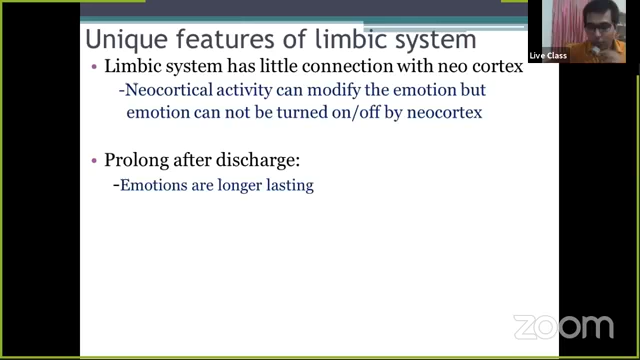 Unique features of limbic system
Live Class
• Limbic system has little connection with neo cortex
-Neocortical activity can modify the emotion but
emotion can not be turned on/off by neocortex
• Prolong after discharge:
-Emotions are longer lasting
zoom